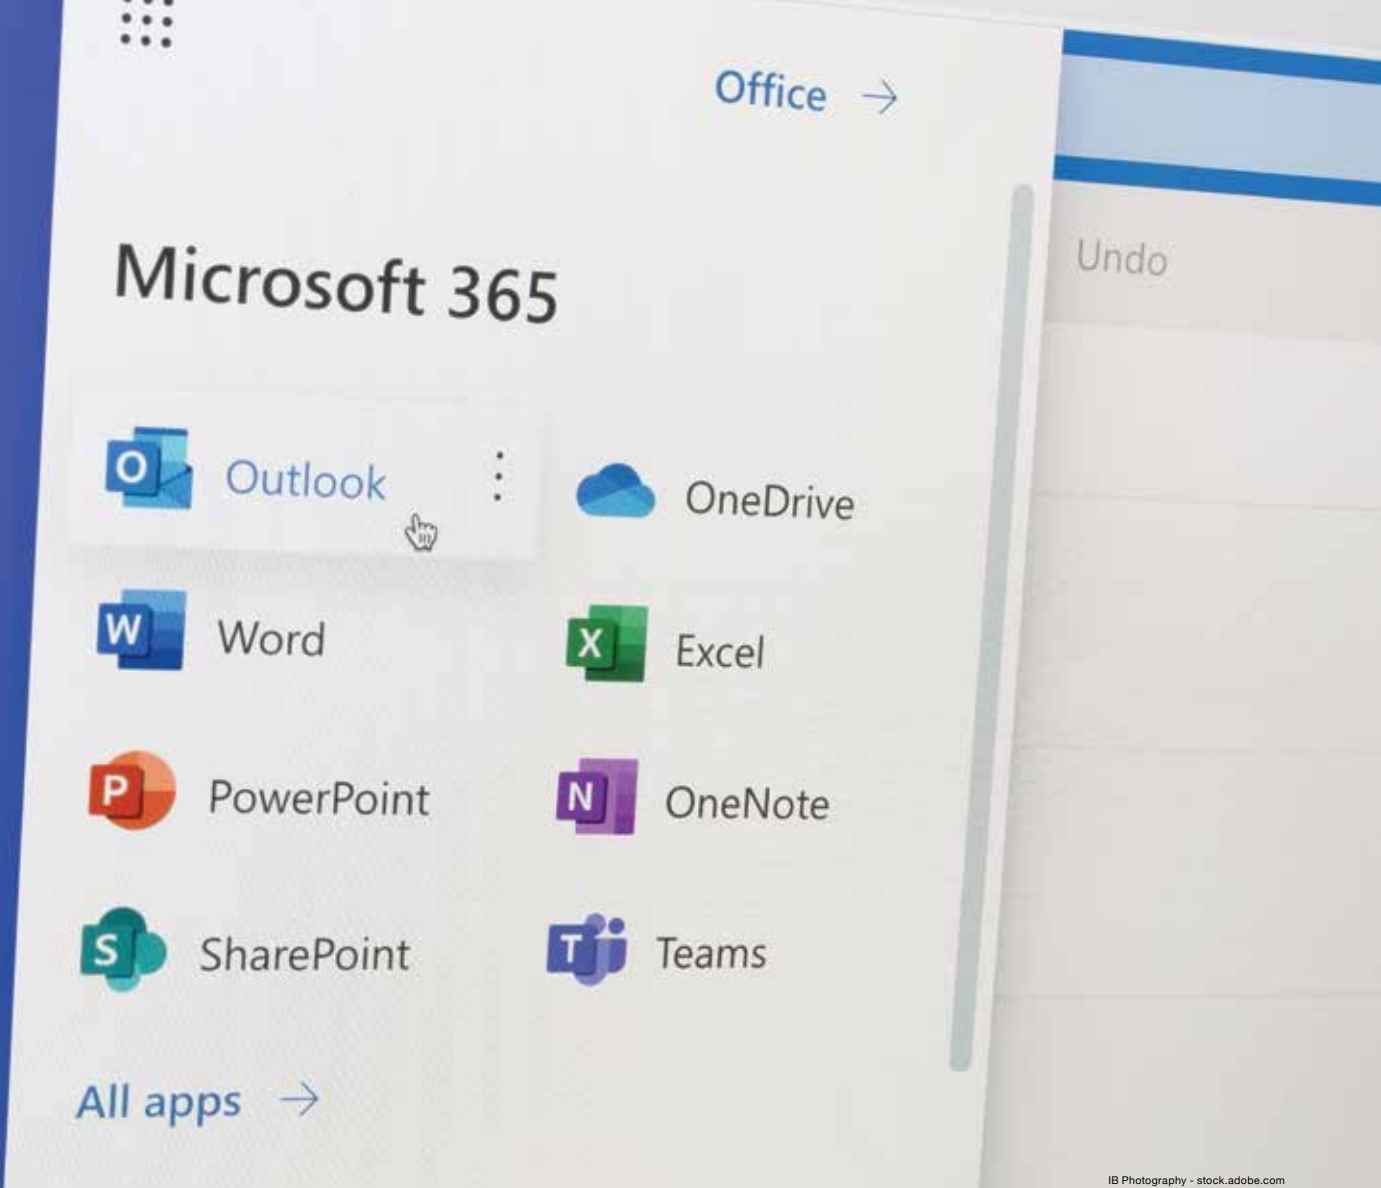 Office →
Microsoft 365
Undo
O Outlook
OneDrive
W Word
X Excel
P PowerPoint
N OneNote
S SharePoint
T Teams
All apps →
IB Photography - stock.adobe.com